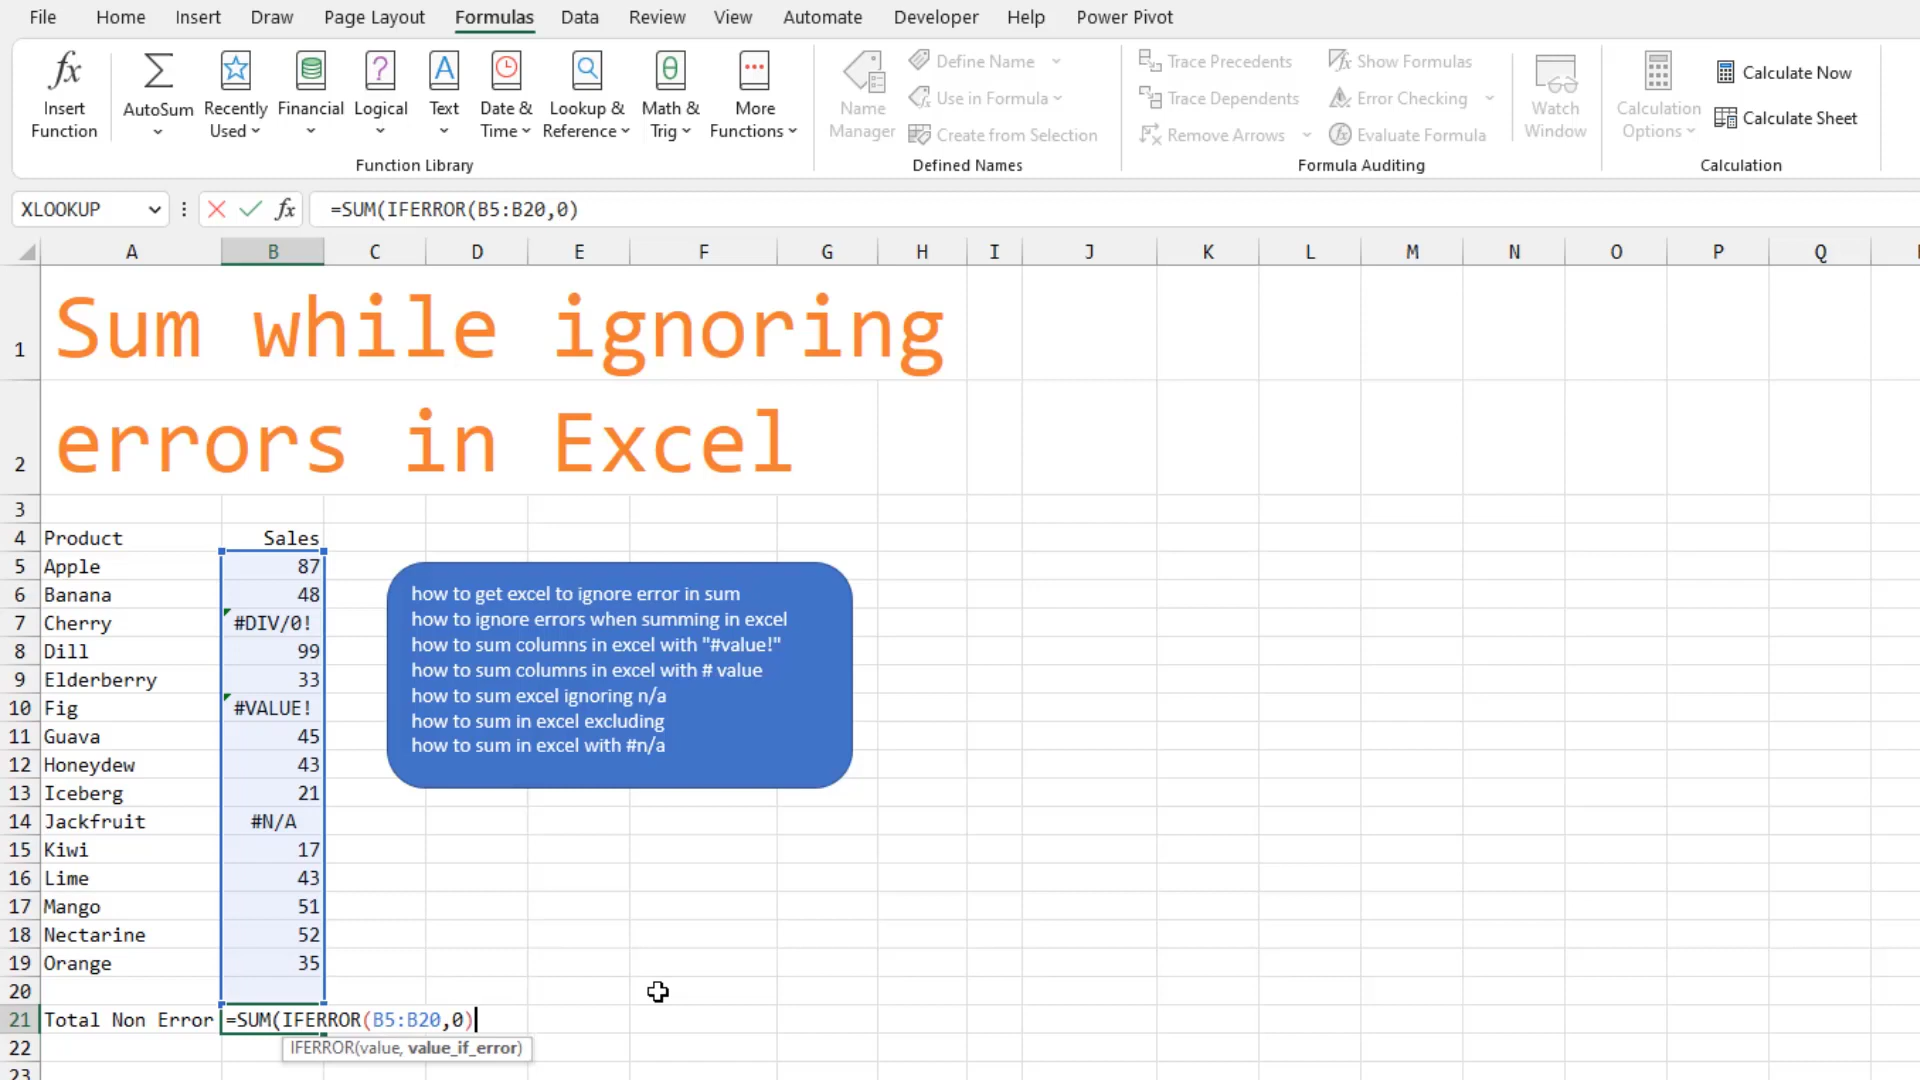 File Home Insert Draw Page Layout Formulas Data Review View Automate Developer Help Power Pivot
fx Insert Function
AutoSum
Recently Used
Financial
Logical
Text
Date & Time
Lookup & Reference
Math & Trig
More Functions
Function Library
Name Manager
Define Name
Use in Formula
Create from Selection
Defined Names
Trace Precedents
Trace Dependents
Remove Arrows
Show Formulas
Error Checking
Evaluate Formula
Formula Auditing
Watch Window
Calculation Options
Calculate Now
Calculate Sheet
Calculation
XLOOKUP fx =SUM(IFERROR(B5:B20,0)
A B C D E F G H I J K L M N O P Q
1 Sum while ignoring
2 errors in Excel
3
4 Product Sales
5 Apple 87
6 Banana 48
7 Cherry #DIV/0!
8 Dill 99
9 Elderberry 33
10 Fig #VALUE!
11 Guava 45
12 Honeydew 43
13 Iceberg 21
14 Jackfruit #N/A
15 Kiwi 17
16 Lime 43
17 Mango 51
18 Nectarine 52
19 Orange 35
20
21 Total Non Error =SUM(IFERROR(B5:B20,0)
IFERROR(value, value_if_error)
22
23
how to get excel to ignore error in sum
how to ignore errors when summing in excel
how to sum columns in excel with "#value!"
how to sum columns in excel with # value
how to sum excel ignoring n/a
how to sum in excel excluding
how to sum in excel with #n/a